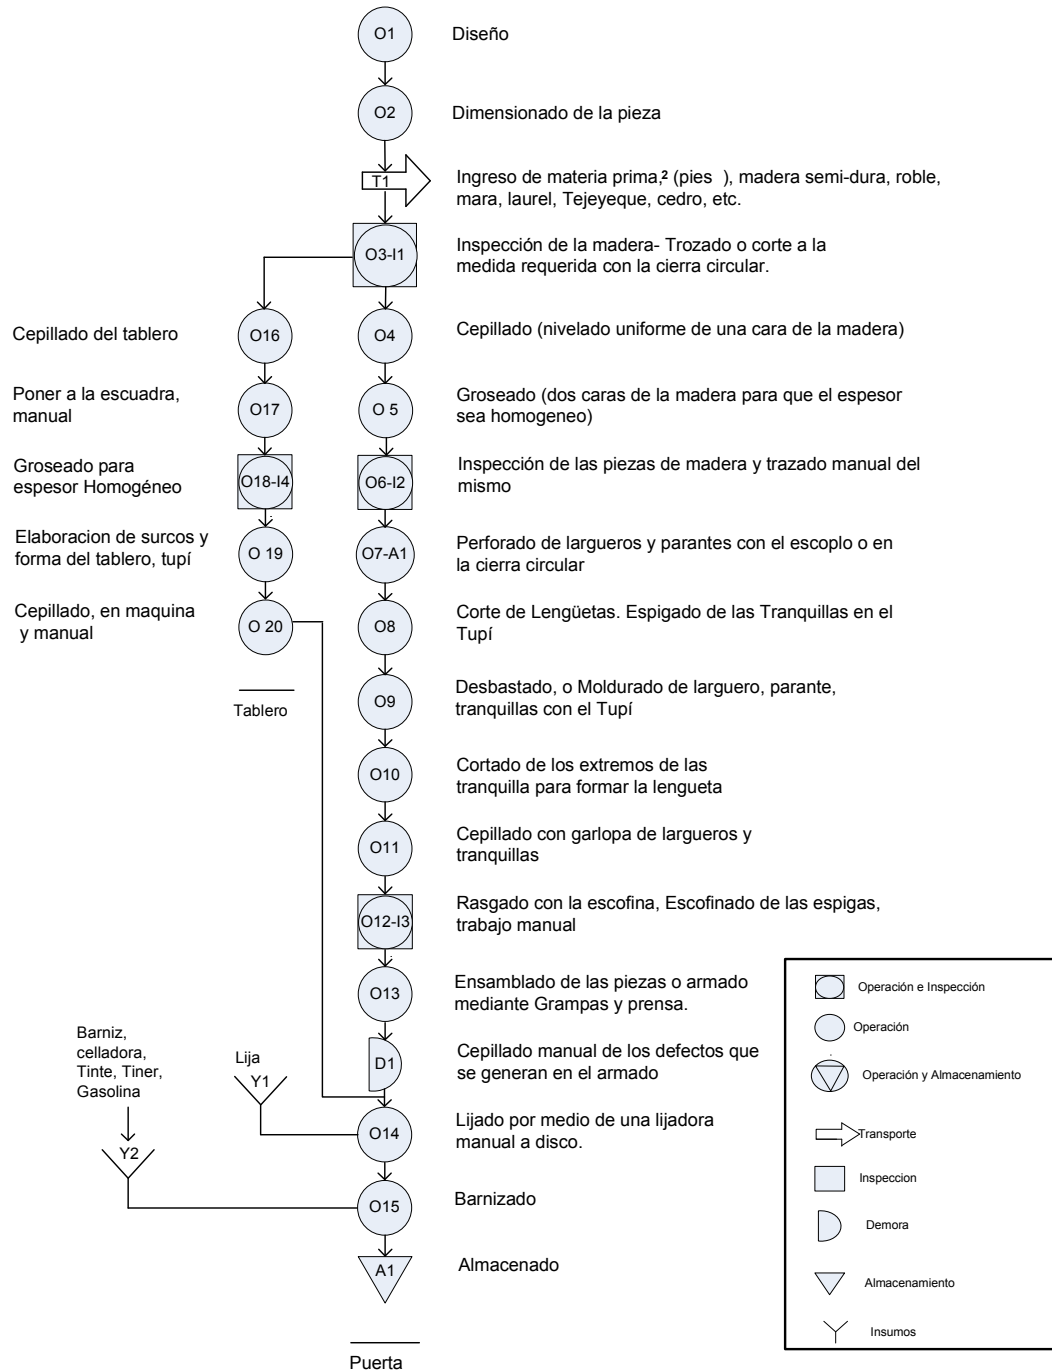 O1
Diseño
O2
Dimensionado de la pieza
T1
Ingreso de materia prima,² (pies ), madera semi-dura, roble,
mara, laurel, Tejeyeque, cedro, etc.
O3-I1
Inspección de la madera- Trozado o corte a la
medida requerida con la cierra circular.
Cepillado del tablero
O16
O4
Cepillado (nivelado uniforme de una cara de la madera)
Poner a la escuadra,
manual
O17
O 5
Groseado (dos caras de la madera para que el espesor
sea homogeneo)
Groseado para
espesor Homogéneo
O18-I4
O6-I2
Inspección de las piezas de madera y trazado manual del
mismo
Elaboracion de surcos y
forma del tablero, tupí
O 19
O7-A1
Perforado de largueros y parantes con el escoplo o en
la cierra circular
Cepillado, en maquina
y manual
O 20
O8
Corte de Lengüetas. Espigado de las Tranquillas en el
Tupí
Tablero
O9
Desbastado, o Moldurado de larguero, parante,
tranquillas con el Tupí
O10
Cortado de los extremos de las
tranquilla para formar la lengueta
O11
Cepillado con garlopa de largueros y
tranquillas
O12-I3
Rasgado con la escofina, Escofinado de las espigas,
trabajo manual
O13
Ensamblado de las piezas o armado
mediante Grampas y prensa.
D1
Cepillado manual de los defectos que
se generan en el armado
Barniz,
celladora,
Tinte, Tiner,
Gasolina
Lija
Y1
Y2
O14
Lijado por medio de una lijadora
manual a disco.
O15
Barnizado
A1
Almacenado
Puerta
Operación e Inspección
Operación
Operación y Almacenamiento
Transporte
Inspeccion
Demora
Almacenamiento
Insumos